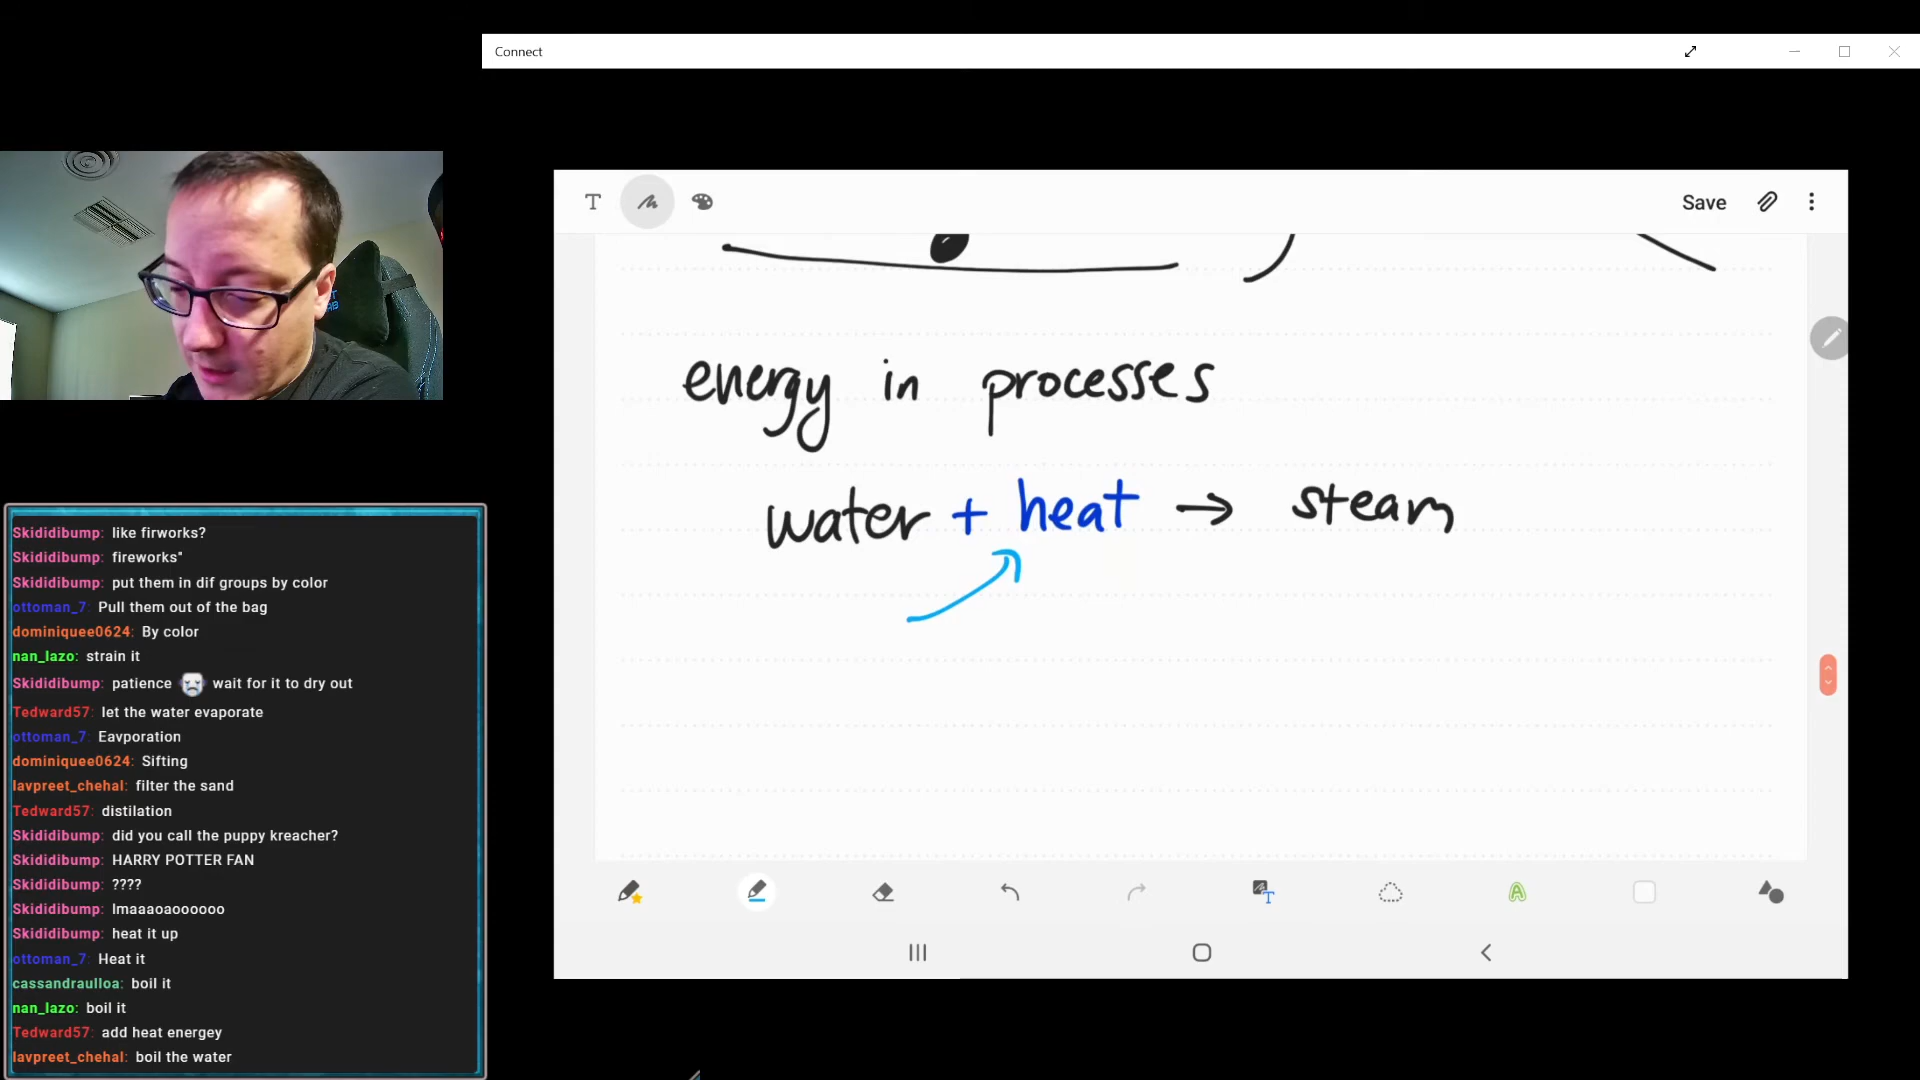 Connect
T
Save
energy in processes
water + heat → steam
Skididibump: like firworks?
Skididibump: fireworks"
Skididibump: put them in dif groups by color
ottoman_7: Pull them out of the bag
dominiquee0624: By color
nan_lazo: strain it
Skididibump: patience wait for it to dry out
Tedward57: let the water evaporate
ottoman_7: Eavporation
dominiquee0624: Sifting
lavpreet_chehal: filter the sand
Tedward57: distilation
Skididibump: did you call the puppy kreacher?
Skididibump: HARRY POTTER FAN
Skididibump: ????
Skididibump: lmaaoaoooooo
Skididibump: heat it up
ottoman_7: Heat it
cassandraulloa: boil it
nan_lazo: boil it
Tedward57: add heat energey
lavpreet_chehal: boil the water